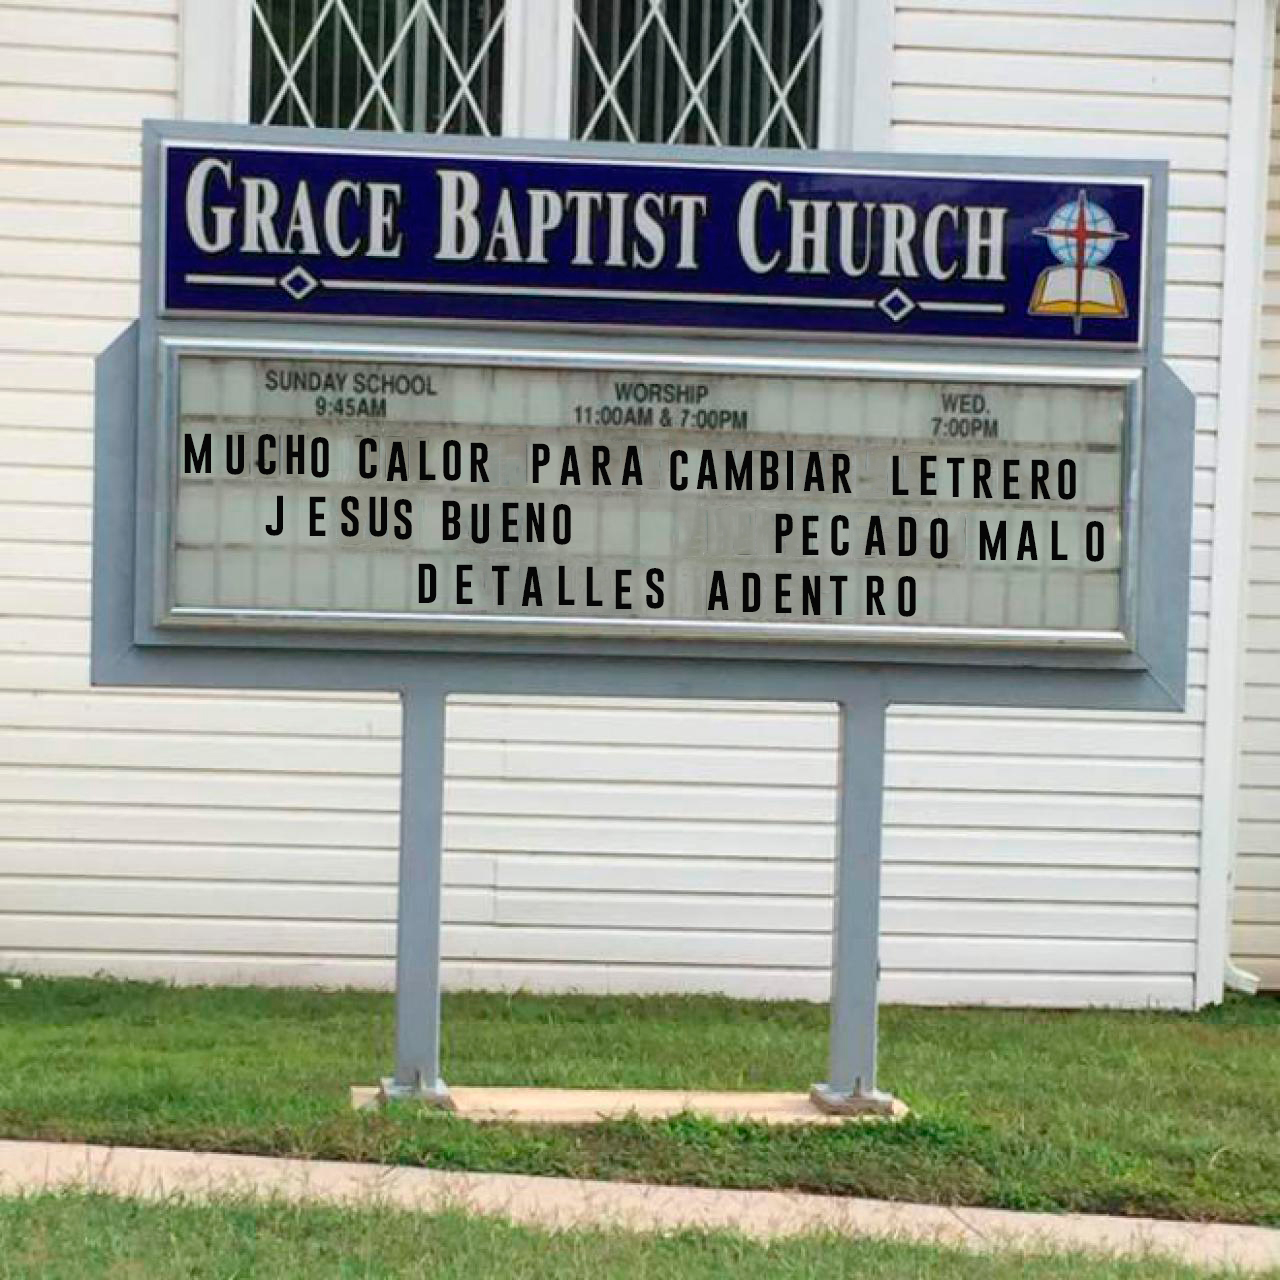 GRACE BAPTIST CHURCH
SUNDAY SCHOOL
9:45AM
WORSHIP
11:00AM & 7:00PM
WED.
7:00PM
MUCHO CALOR PARA CAMBIAR LETRERO
JESUS BUENO PECADO MALO
DETALLES ADENTRO